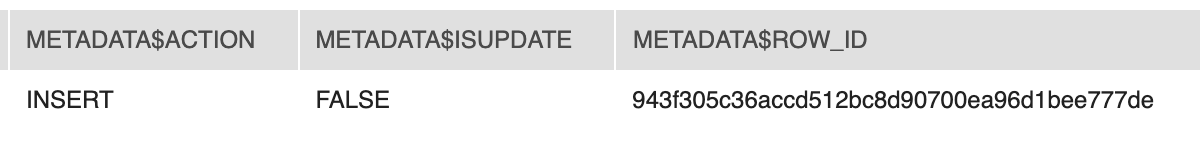 METADATA$ACTION METADATA$ISUPDATE METADATA$ROW_ID
INSERT FALSE 943f305c36accd512bc8d90700ea96d1bee777de